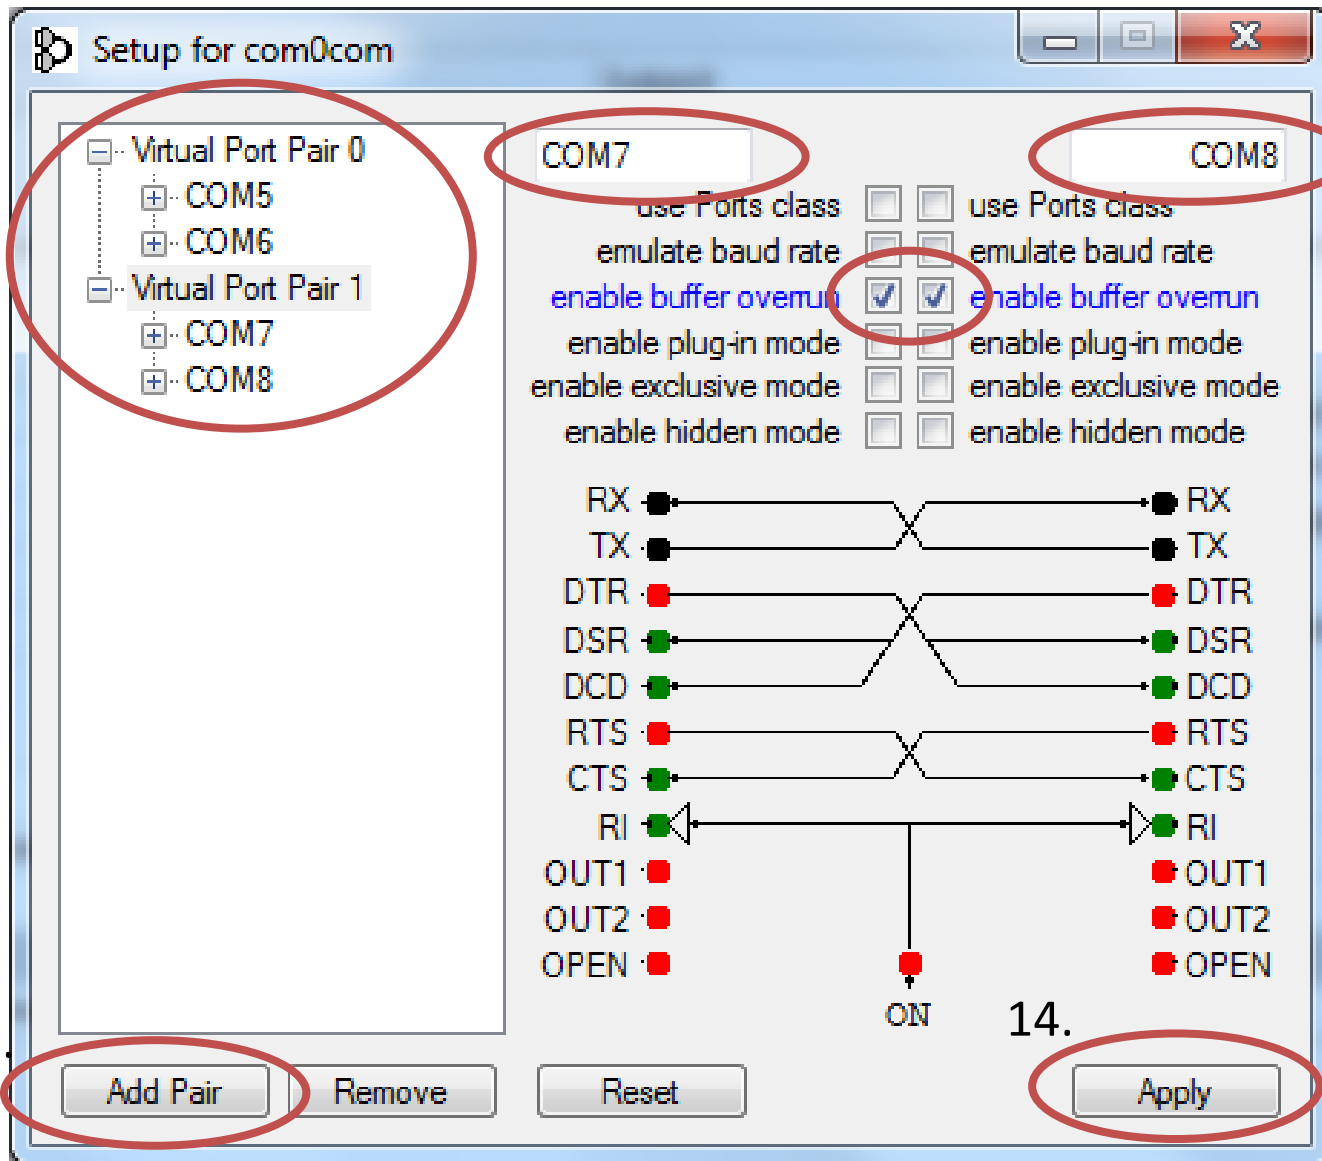 Setup for com0com
Virtual Port Pair 0
COM5
COM6
Virtual Port Pair 1
COM7
COM8
COM7 COM8
use Ports class use Ports class
emulate baud rate emulate baud rate
enable buffer overrun enable buffer overrun
enable plug-in mode enable plug-in mode
enable exclusive mode enable exclusive mode
enable hidden mode enable hidden mode
RX RX
TX TX
DTR DTR
DSR DSR
DCD DCD
RTS RTS
CTS CTS
RI RI
OUT1 OUT1
OUT2 OUT2
OPEN OPEN
ON
14.
Add Pair Remove Reset Apply